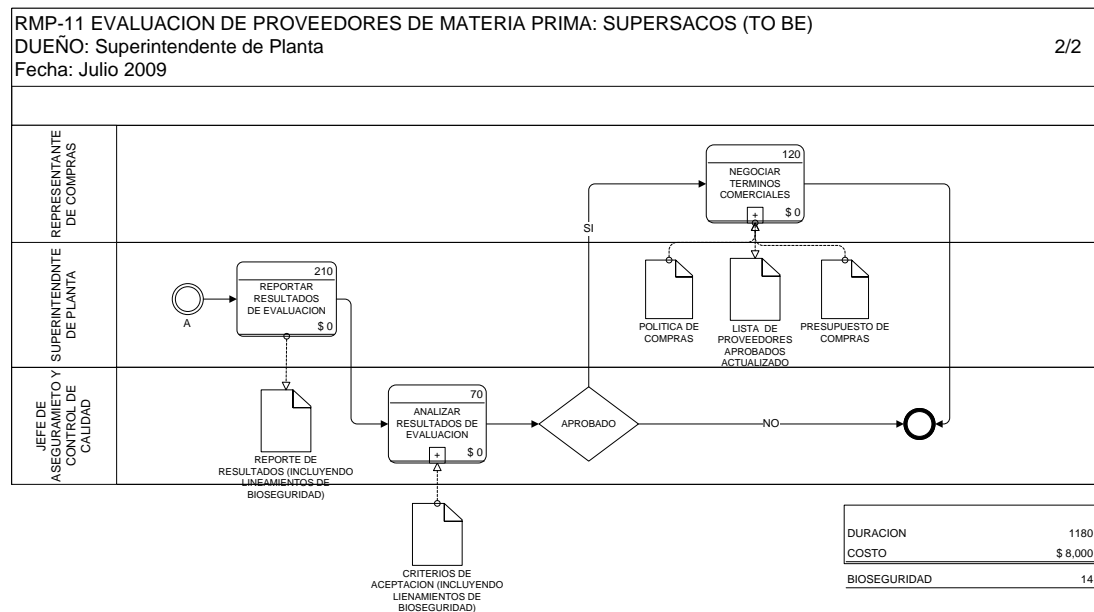 RMP-11 EVALUACION DE PROVEEDORES DE MATERIA PRIMA: SUPERSACOS (TO BE)
DUEÑO: Superintendente de Planta
2/2
Fecha: Julio 2009
REPRESENTANTE
DE COMPRAS
120
NEGOCIAR
TERMINOS
COMERCIALES
+
$ 0
SI
SUPERINTENDNTE
DE PLANTA
A
210
REPORTAR
RESULTADOS
DE EVALUACION
$ 0
POLITICA DE
COMPRAS
LISTA DE
PROVEEDORES
APROBADOS
ACTUALIZADO
PRESUPUESTO DE
COMPRAS
JEFE DE
ASEGURAMIETO Y
CONTROL DE
CALIDAD
REPORTE DE
RESULTADOS (INCLUYENDO
LINEAMIENTOS DE
BIOSEGURIDAD)
70
ANALIZAR
RESULTADOS DE
EVALUACION
+
$ 0
APROBADO
NO
CRITERIOS DE
ACEPTACION (INCLUYENDO
LIENAMIENTOS DE
BIOSEGURIDAD)
DURACION 1180
COSTO $ 8,000
BIOSEGURIDAD 14